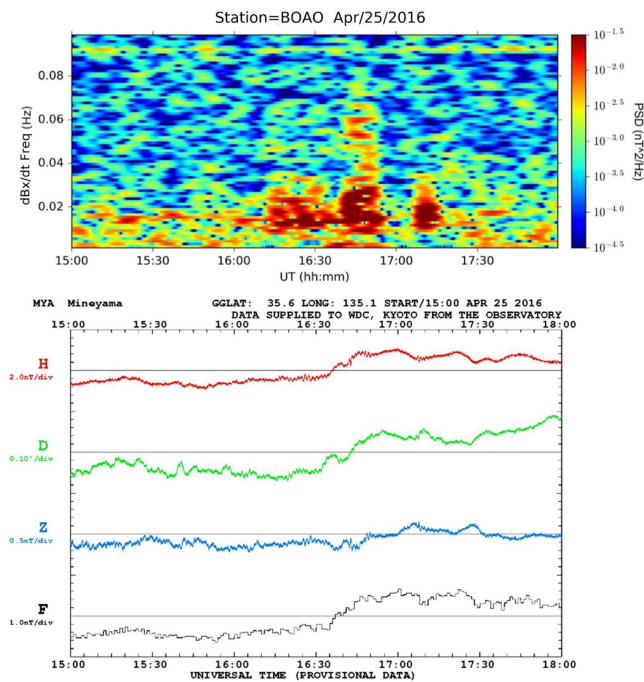 Station=BOAO Apr/25/2016
dBx/dt Freq (Hz)
0.08
0.06
0.04
0.02
15:00 15:30 16:00 16:30 17:00 17:30
UT (hh:mm)
10^-1.5
10^-2.0
10^-2.5
10^-3.0
10^-3.5
10^-4.0
10^-4.5
PSD (nT^2/Hz)
MYA Mineyama GGLAT: 35.6 LONG: 135.1 START/15:00 APR 25 2016
DATA SUPPLIED TO WDC, KYOTO FROM THE OBSERVATORY
15:00 15:30 16:00 16:30 17:00 17:30 18:00
H
2.0nT/div
D
0.10'/div
Z
0.5nT/div
F
1.0nT/div
15:00 15:30 16:00 16:30 17:00 17:30 18:00
UNIVERSAL TIME (PROVISIONAL DATA)